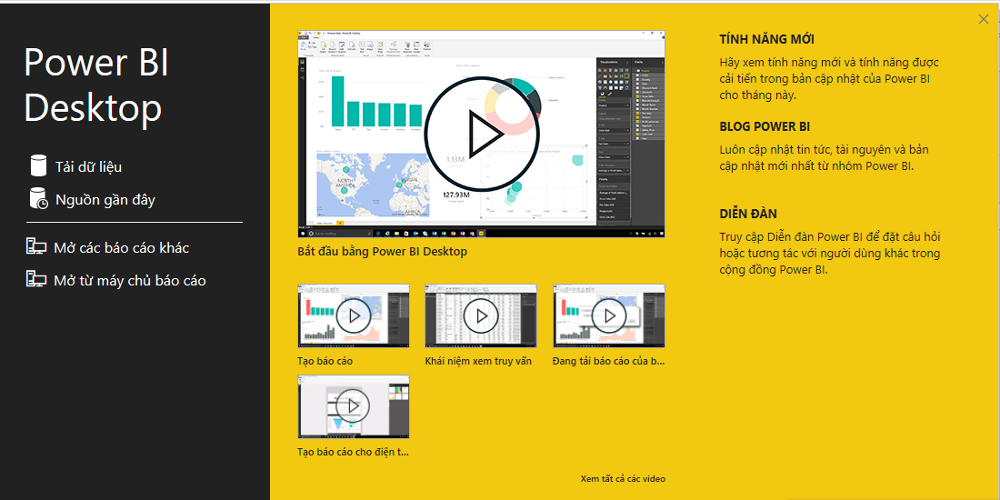 Power BI
Desktop
Tải dữ liệu
Nguồn gần đây
Mở các báo cáo khác
Mở từ máy chủ báo cáo
1.13M
127.93M
NORTH
AMERICA
EUROPE
AFRICA
Bắt đầu bằng Power BI Desktop
Tạo báo cáo
Khái niệm xem truy vấn
Đang tải báo cáo của b...
Tạo báo cáo cho điện t...
Xem tất cả các video
TÍNH NĂNG MỚI
Hãy xem tính năng mới và tính năng được
cải tiến trong bản cập nhật của Power BI
cho tháng này.
BLOG POWER BI
Luôn cập nhật tin tức, tài nguyên và bản
cập nhật mới nhất từ nhóm Power BI.
DIỄN ĐÀN
Truy cập Diễn đàn Power BI để đặt câu hỏi
hoặc tương tác với người dùng khác trong
cộng đồng Power BI.